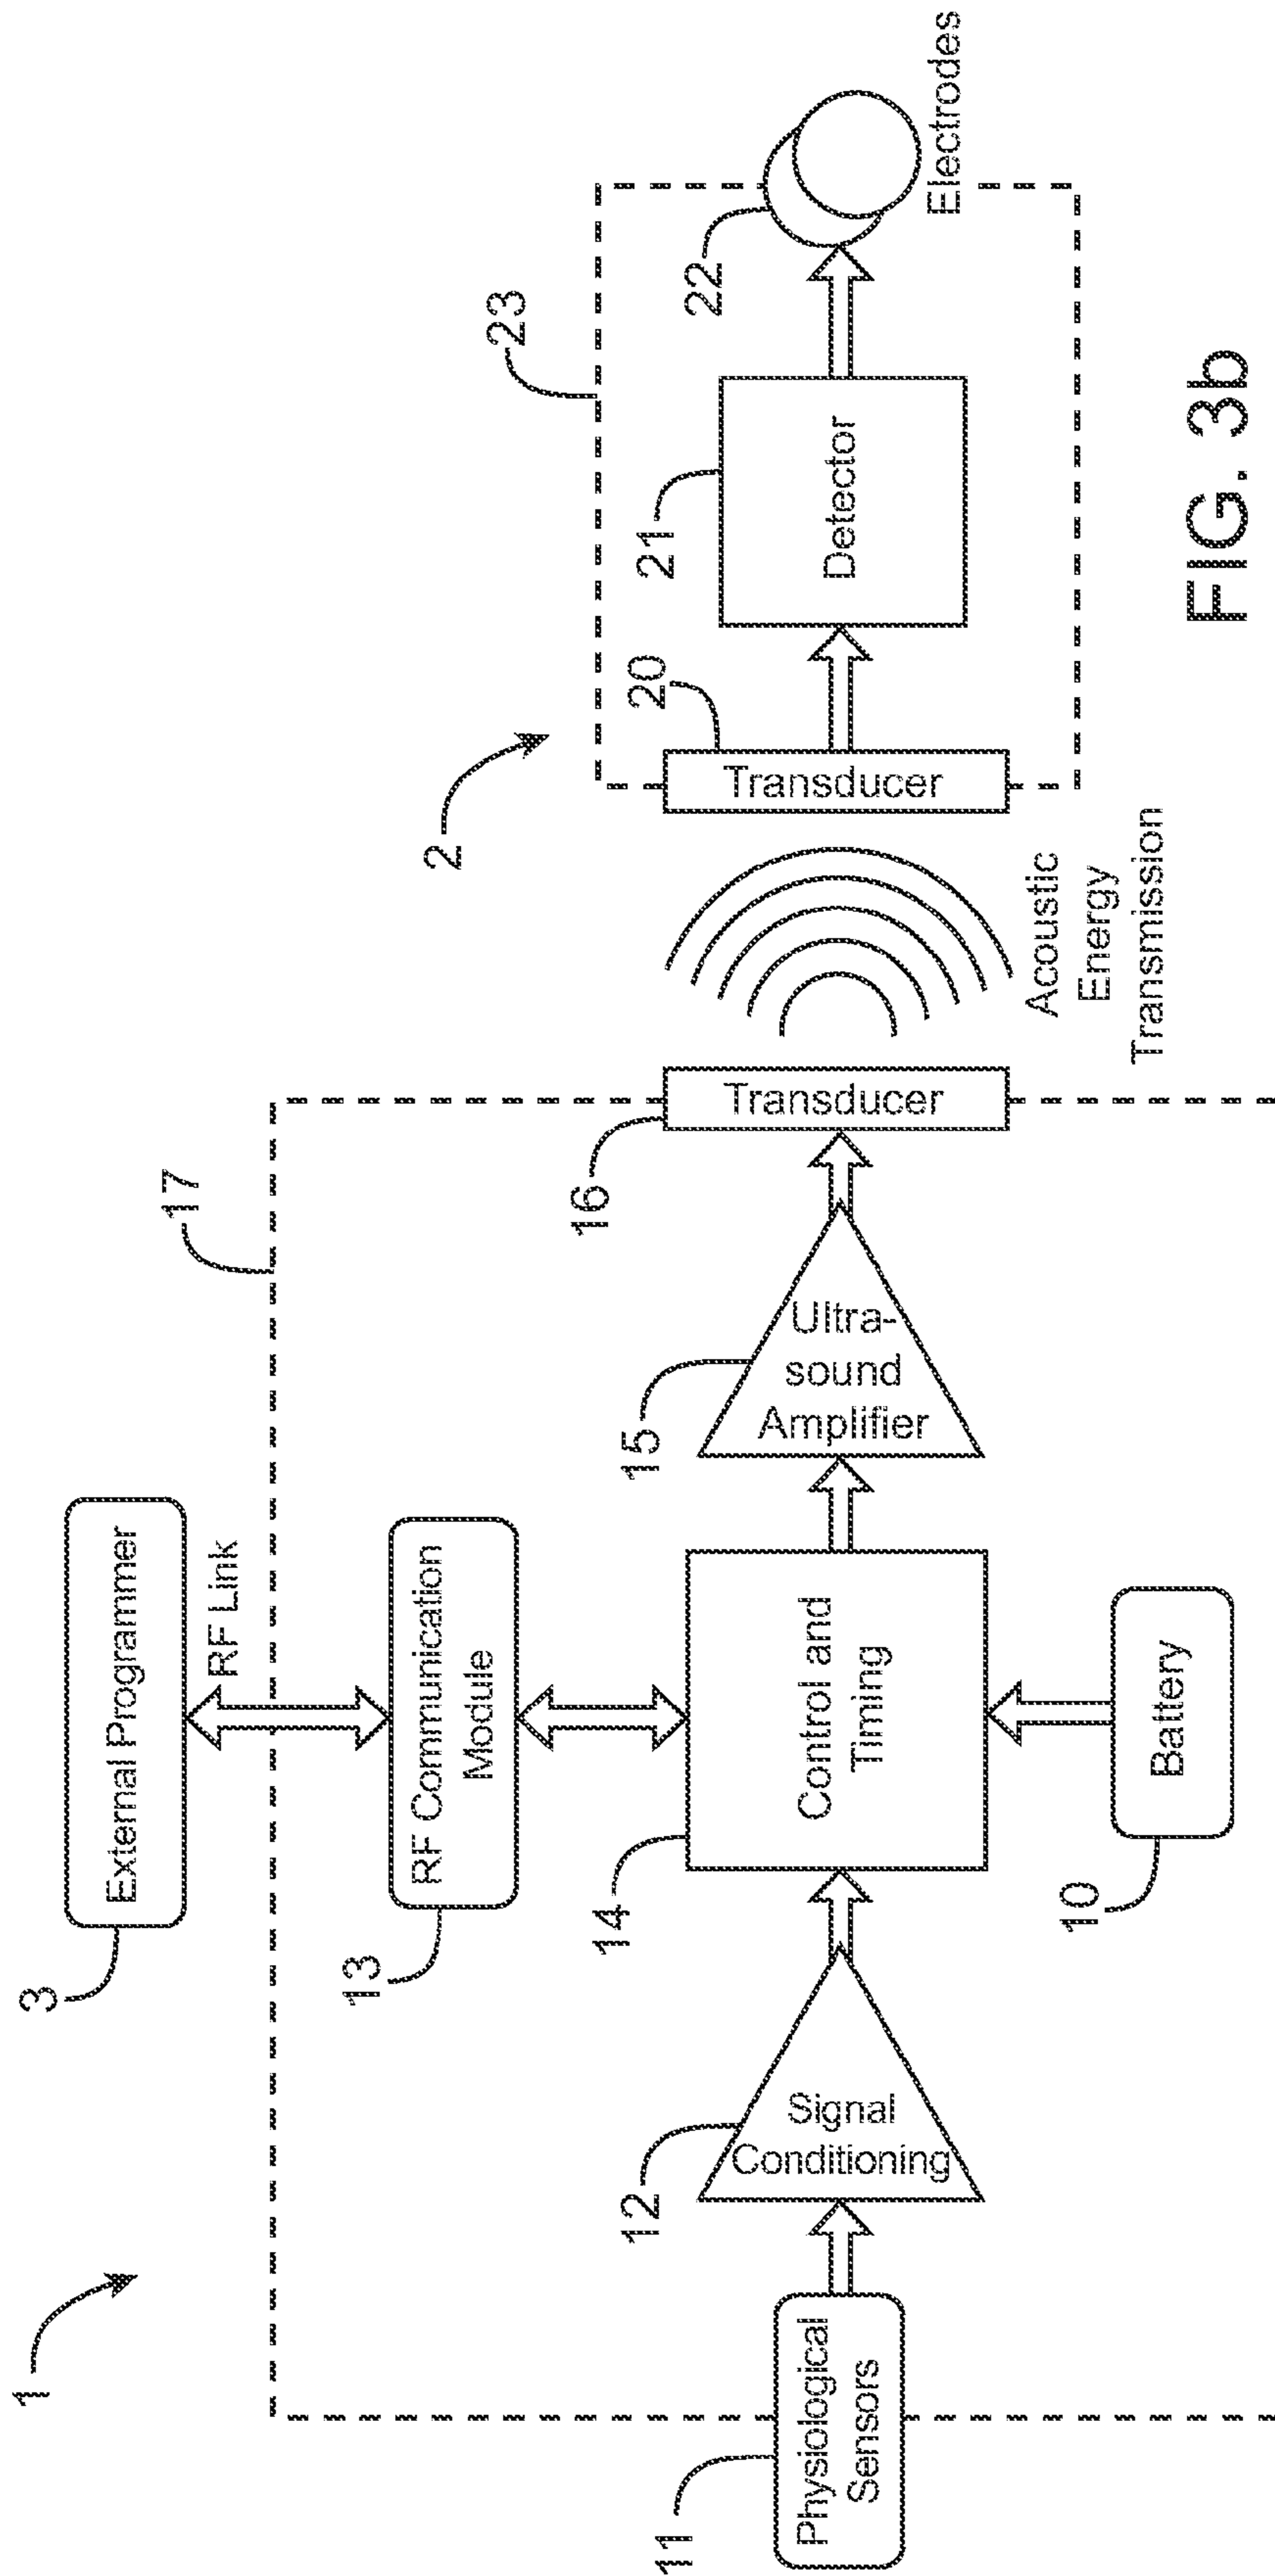 1
3
External Programmer
RF Link
17
13
RF Communication
Module
2
23
11
Physiological
Sensors
12
Signal
Conditioning
14
Control and
Timing
15
Ultra-
sound
Amplifier
16
Transducer
20
Transducer
21
Detector
22
Electrodes
10
Battery
Acoustic
Energy
Transmission
FIG. 3b